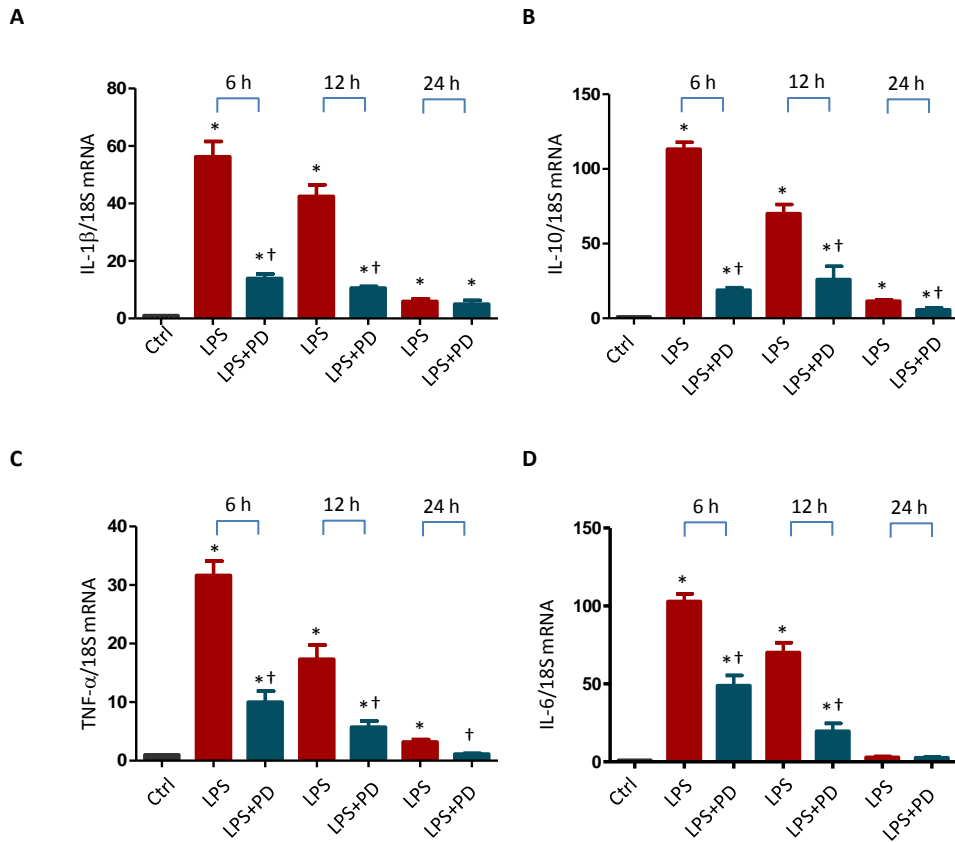 A
6 h
12 h
24 h
80
60
40
20
0
IL-1β/18S mRNA
*
*†
*
*†
*
*
Ctrl
LPS
LPS+PD
LPS
LPS+PD
LPS
LPS+PD
B
6 h
12 h
24 h
150
100
50
0
IL-10/18S mRNA
*
*†
*
*†
*
*†
Ctrl
LPS
LPS+PD
LPS
LPS+PD
LPS
LPS+PD
C
6 h
12 h
24 h
40
30
20
10
0
TNF-α/18S mRNA
*
*†
*
*†
*
†
Ctrl
LPS
LPS+PD
LPS
LPS+PD
LPS
LPS+PD
D
6 h
12 h
24 h
150
100
50
0
IL-6/18S mRNA
*
*†
*
*†
Ctrl
LPS
LPS+PD
LPS
LPS+PD
LPS
LPS+PD